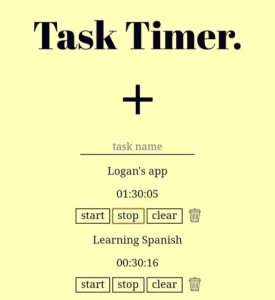 Task Timer.
+
task name
Logan's app
01:30:05
start stop clear
Learning Spanish
00:30:16
start stop clear